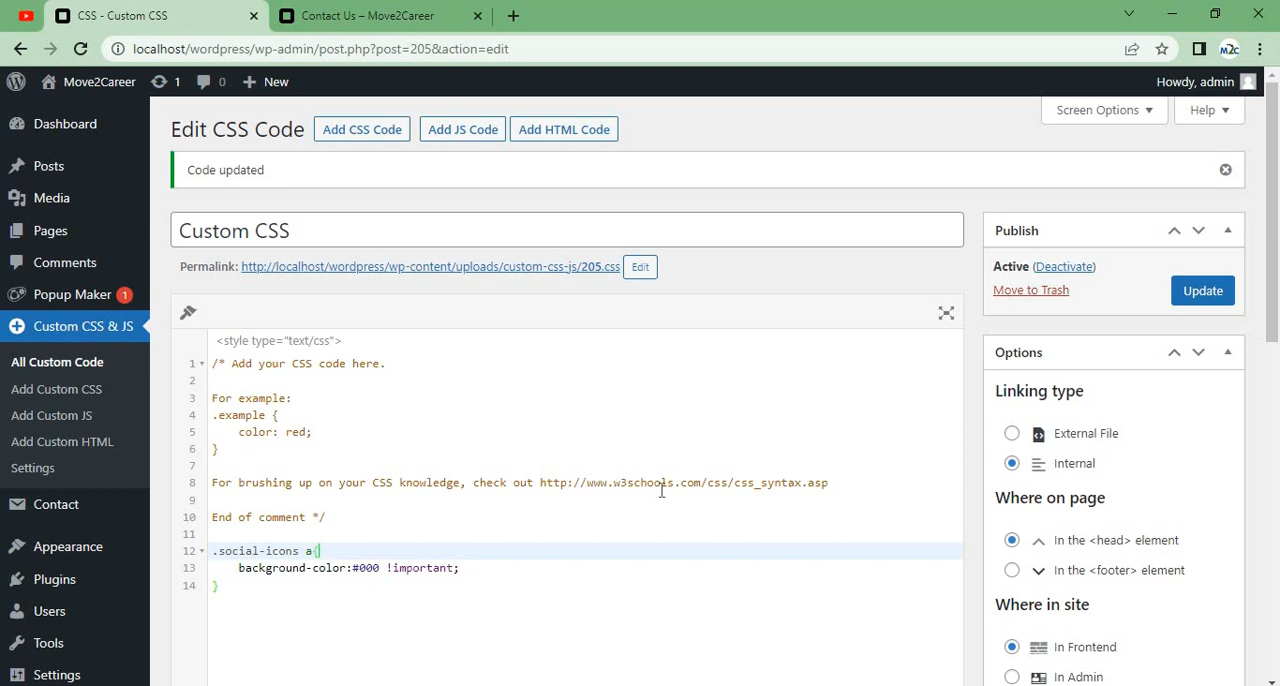 CSS - Custom CSS
Contact Us – Move2Career
localhost/wordpress/wp-admin/post.php?post=205&action=edit
M2C
Move2Career
1
0
New
Howdy, admin
Dashboard
Posts
Media
Pages
Comments
Popup Maker 1
Custom CSS & JS
All Custom Code
Add Custom CSS
Add Custom JS
Add Custom HTML
Settings
Contact
Appearance
Plugins
Users
Tools
Settings
Screen Options
Help
Edit CSS Code
Add CSS Code
Add JS Code
Add HTML Code
Code updated
Custom CSS
Permalink: http://localhost/wordpress/wp-content/uploads/custom-css-js/205.css Edit
<style type="text/css">
1 /* Add your CSS code here.
2
3 For example:
4 .example {
5 color: red;
6 }
7
8 For brushing up on your CSS knowledge, check out http://www.w3schools.com/css/css_syntax.asp
9
10 End of comment */
11
12 .social-icons a{
13 background-color:#000 !important;
14 }
Publish
Active (Deactivate)
Move to Trash
Update
Options
Linking type
External File
Internal
Where on page
In the <head> element
In the <footer> element
Where in site
In Frontend
In Admin